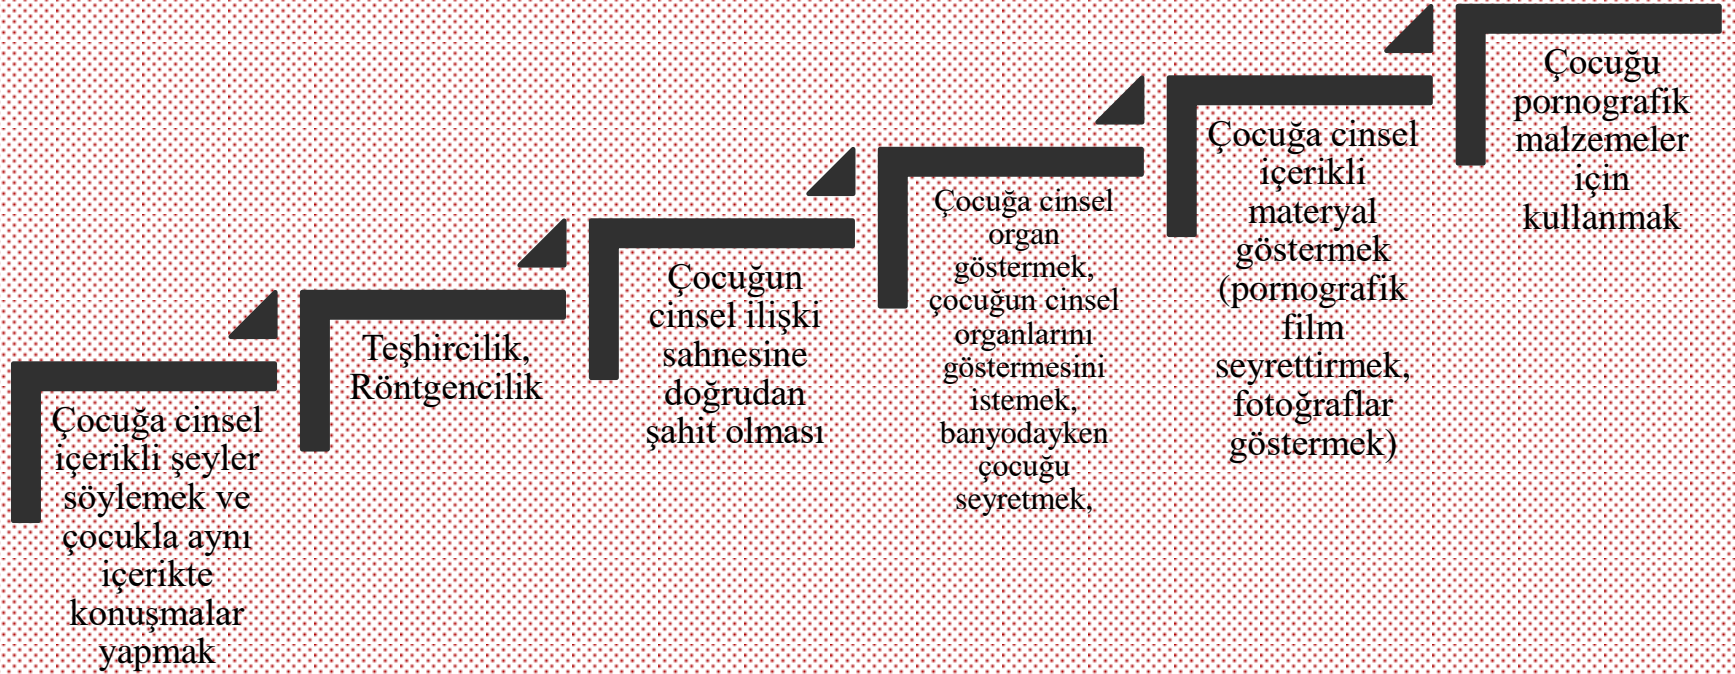 Çocuğa cinsel
içerikli şeyler
söylemek ve
çocukla aynı
içerikte
konuşmalar
yapmak
Teşhircilik,
Röntgencilik
Çocuğun
cinsel ilişki
sahnesine
doğrudan
şahit olması
Çocuğa cinsel
organ
göstermek,
çocuğun cinsel
organlarını
göstermesini
istemek,
banyodayken
çocuğu
seyretmek,
Çocuğa cinsel
içerikli
materyal
göstermek
(pornografik
film
seyrettirmek,
fotoğraflar
göstermek)
Çocuğu
pornografik
malzemeler
için
kullanmak